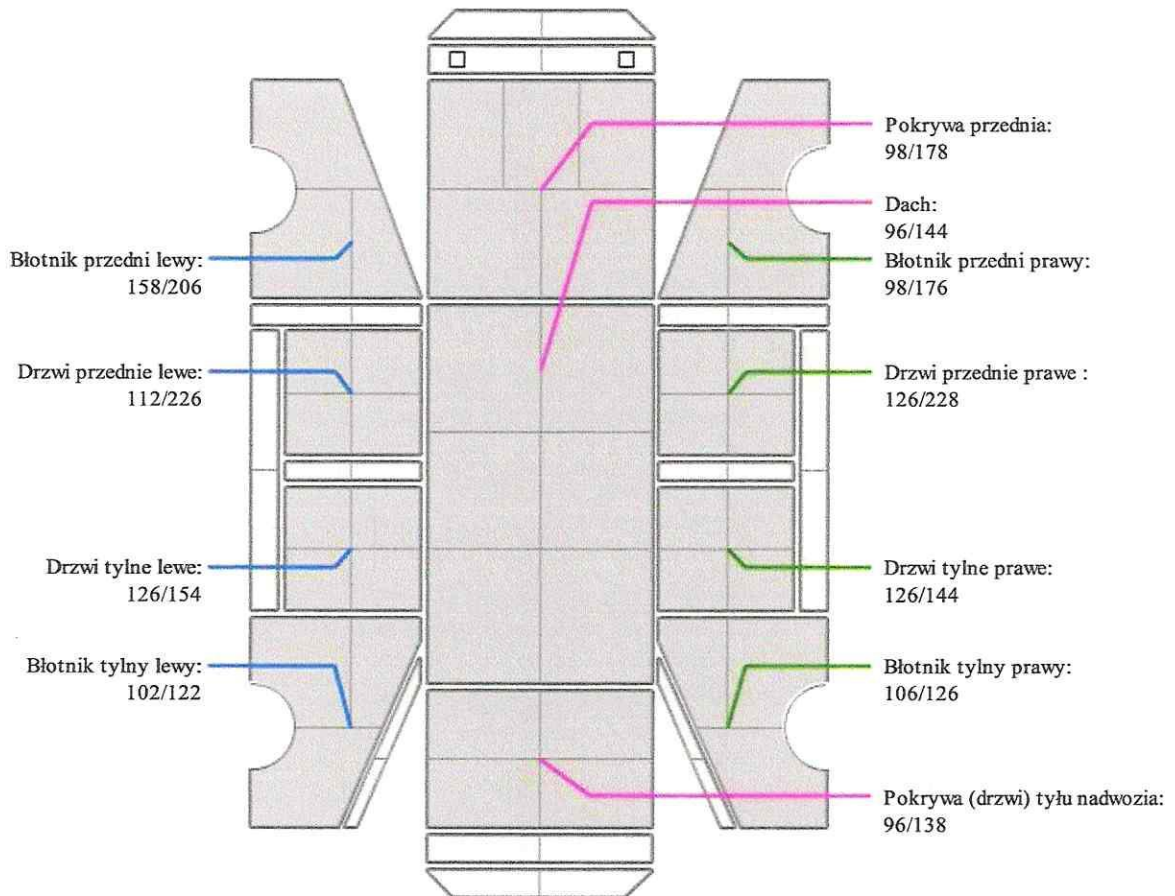 Pokrywa przednia:
98/178
Dach:
96/144
Błotnik przedni lewy:
158/206
Błotnik przedni prawy:
98/176
Drzwi przednie lewe:
112/226
Drzwi przednie prawe :
126/228
Drzwi tylne lewe:
126/154
Drzwi tylne prawe:
126/144
Błotnik tylny lewy:
102/122
Błotnik tylny prawy:
106/126
Pokrywa (drzwi) tyłu nadwozia:
96/138